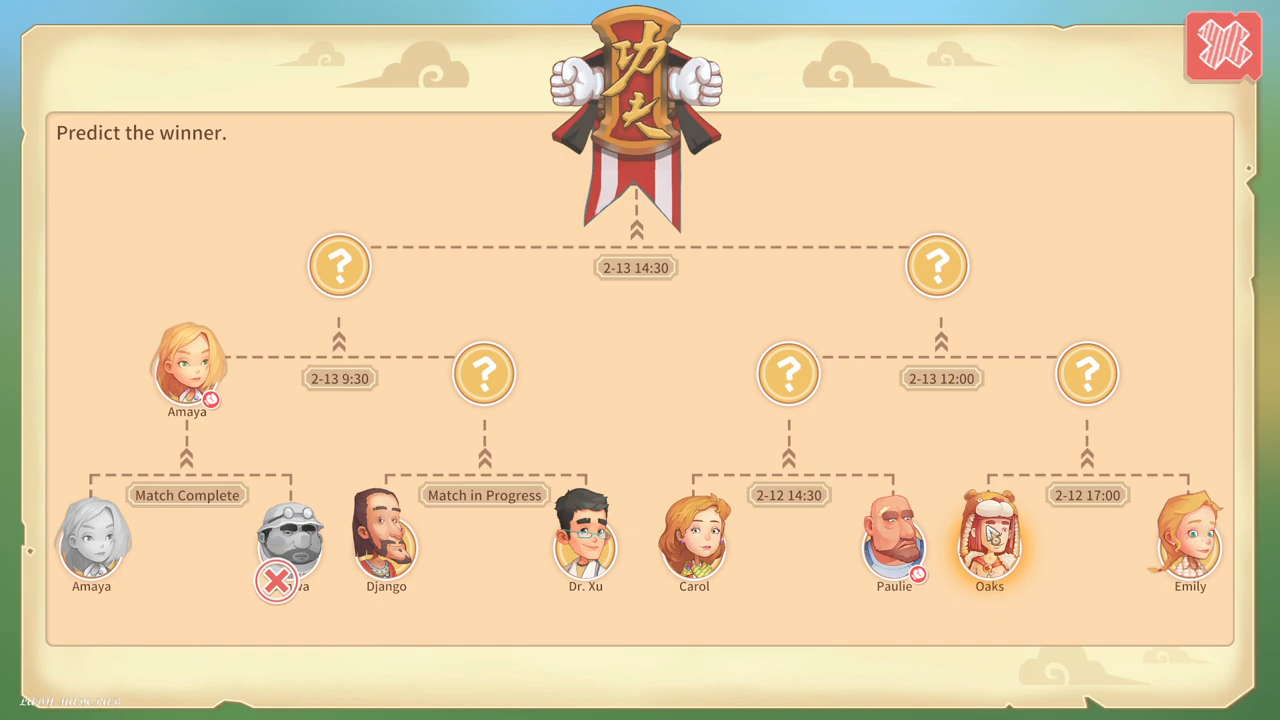 功
夫
Predict the winner.
2-13 14:30
2-13 9:30
2-13 12:00
Amaya
Match Complete
Match in Progress
2-12 14:30
2-12 17:00
Amaya
Django
Dr. Xu
Carol
Paulie
Oaks
Emily